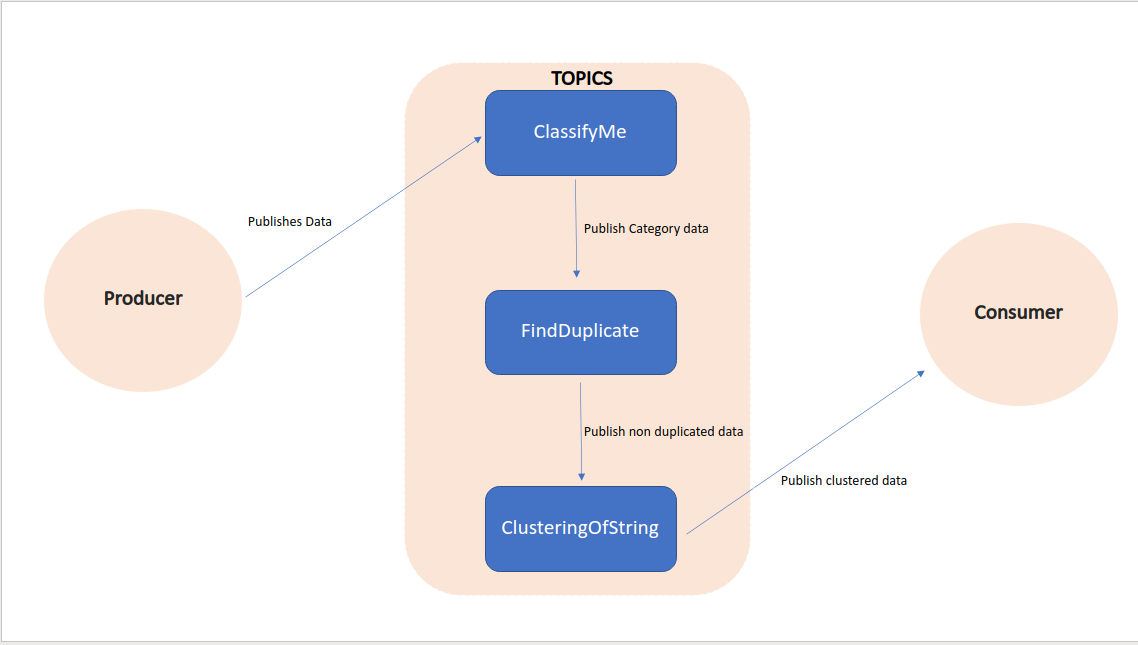 TOPICS
ClassifyMe
Publishes Data
Publish Category data
Producer
Consumer
FindDuplicate
Publish non duplicated data
Publish clustered data
ClusteringOfString